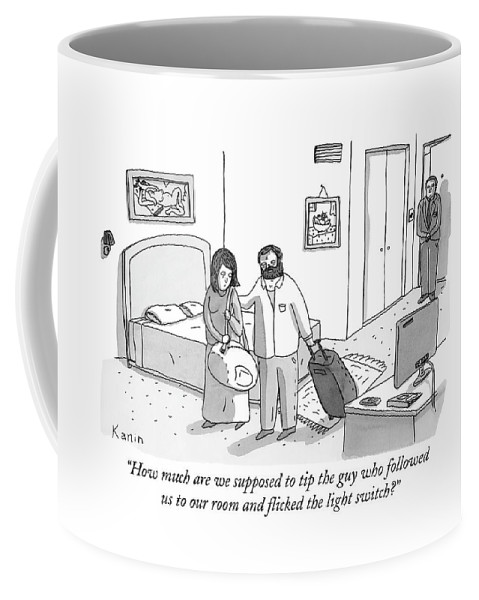 Kanin
"How much are we supposed to tip the guy who followed
us to our room and flicked the light switch?"